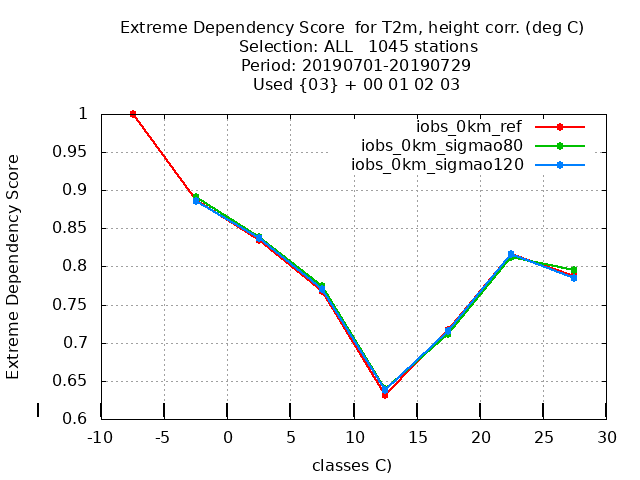 Extreme Dependency Score  for T2m, height corr. (deg C)
Selection: ALL   1045 stations
Period: 20190701-20190729
Used {03} + 00 01 02 03
iobs_0km_ref
iobs_0km_sigmao80
iobs_0km_sigmao120
Extreme Dependency Score
1
0.95
0.9
0.85
0.8
0.75
0.7
0.65
0.6
-10 -5 0 5 10 15 20 25 30
classes C)